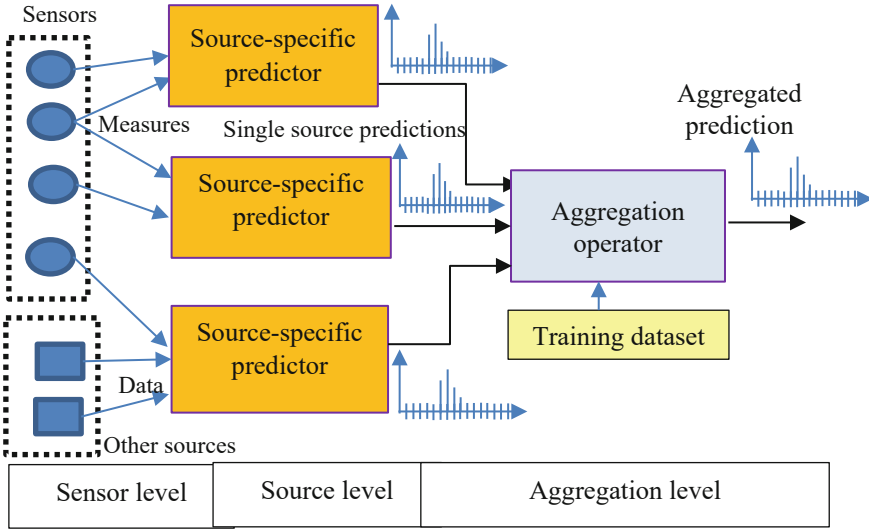 Sensors
Source-specific
predictor
Measures
Single source predictions
Aggregated
prediction
Source-specific
predictor
Aggregation
operator
Source-specific
predictor
Training dataset
Data
Other sources
Sensor level
Source level
Aggregation level